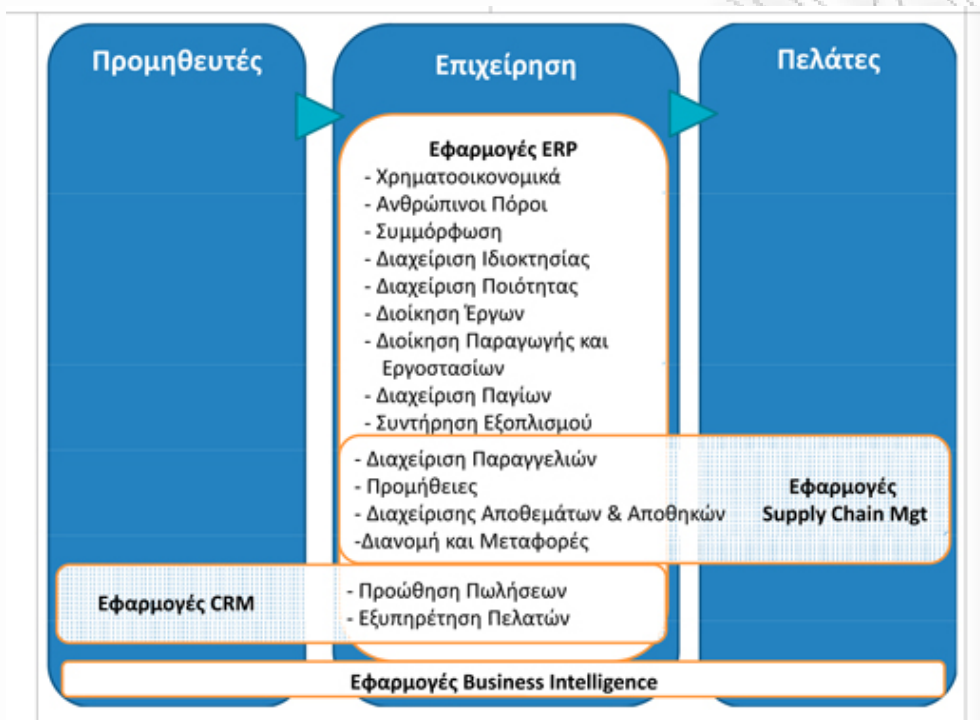 Προμηθευτές
Επιχείρηση
Πελάτες
Εφαρμογές ERP
- Χρηματοοικονομικά
- Ανθρώπινοι Πόροι
- Συμμόρφωση
- Διαχείριση Ιδιοκτησίας
- Διαχείριση Ποιότητας
- Διοίκηση Έργων
- Διοίκηση Παραγωγής και
Εργοστασίων
- Διαχείριση Παγίων
- Συντήρηση Εξοπλισμού
- Διαχείριση Παραγγελιών
- Προμήθειες
- Διαχείρισης Αποθεμάτων & Αποθηκών
-Διανομή και Μεταφορές
Εφαρμογές
Supply Chain Mgt
Εφαρμογές CRM
- Προώθηση Πωλήσεων
- Εξυπηρέτηση Πελατών
Εφαρμογές Business Intelligence